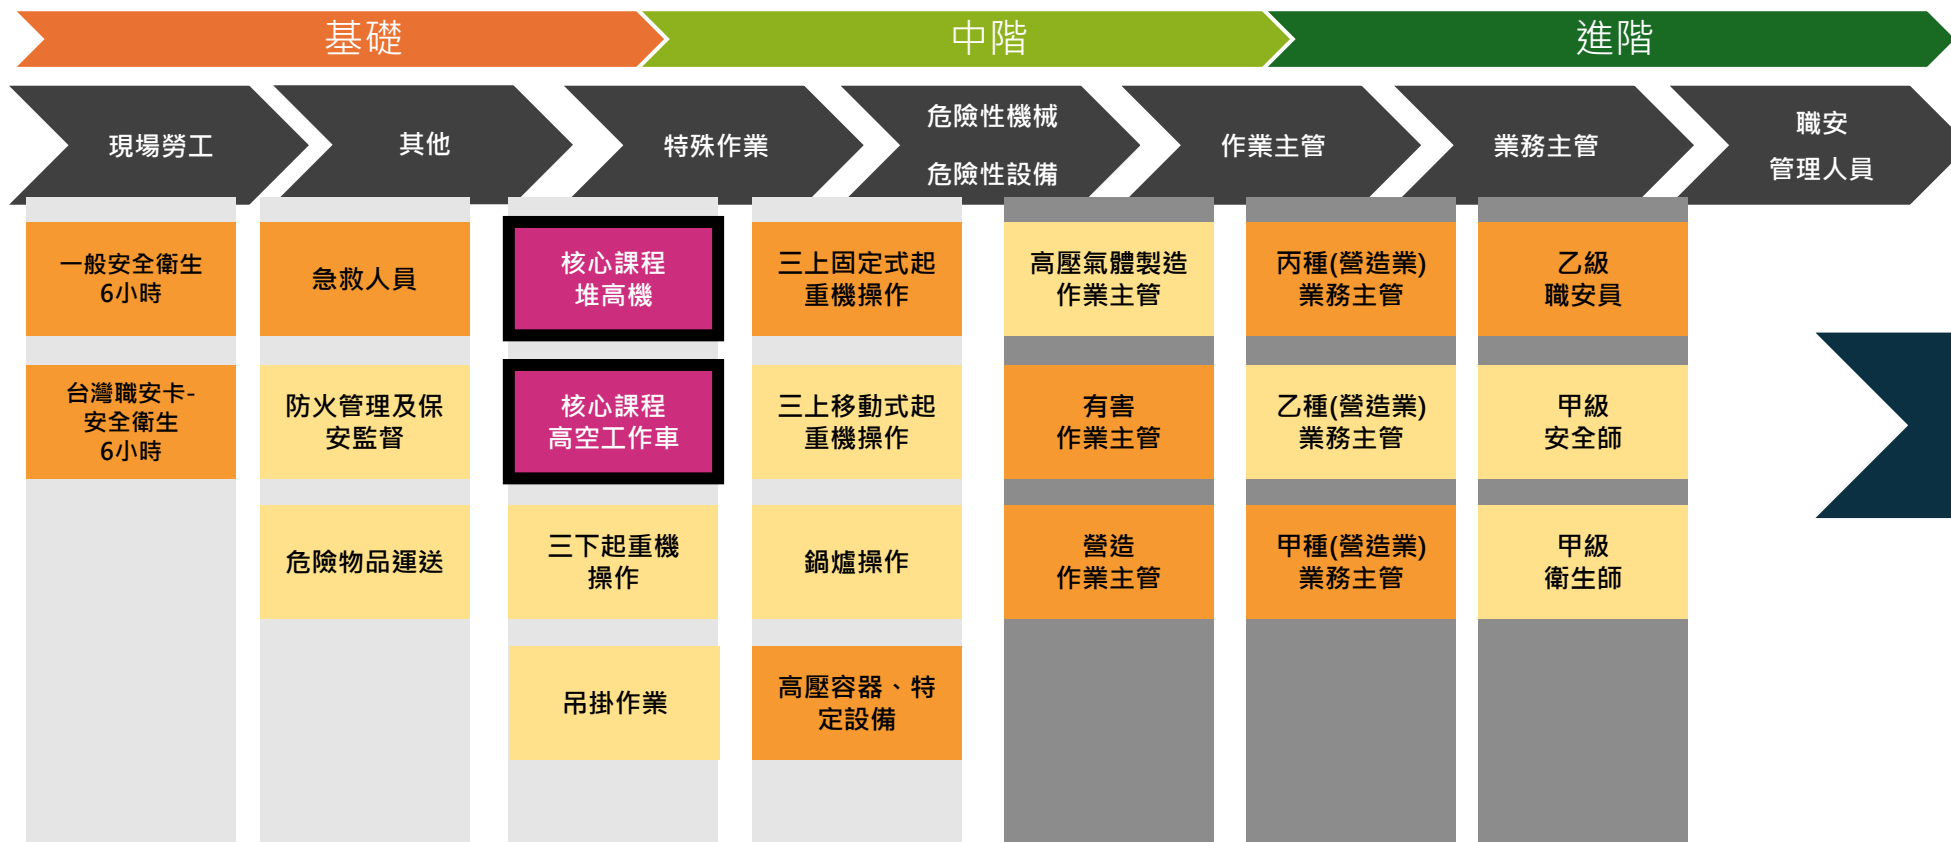 基礎
中階
進階
現場勞工
其他
特殊作業
危險性機械
危險性設備
作業主管
業務主管
職安
管理人員
一般安全衛生
6小時
急救人員
核心課程
堆高機
三上固定式起
重機操作
高壓氣體製造
作業主管
丙種(營造業)
業務主管
乙級
職安員
台灣職安卡-
安全衛生
6小時
防火管理及保
安監督
核心課程
高空工作車
三上移動式起
重機操作
有害
作業主管
乙種(營造業)
業務主管
甲級
安全師
危險物品運送
三下起重機
操作
鍋爐操作
營造
作業主管
甲種(營造業)
業務主管
甲級
衛生師
吊掛作業
高壓容器、特
定設備